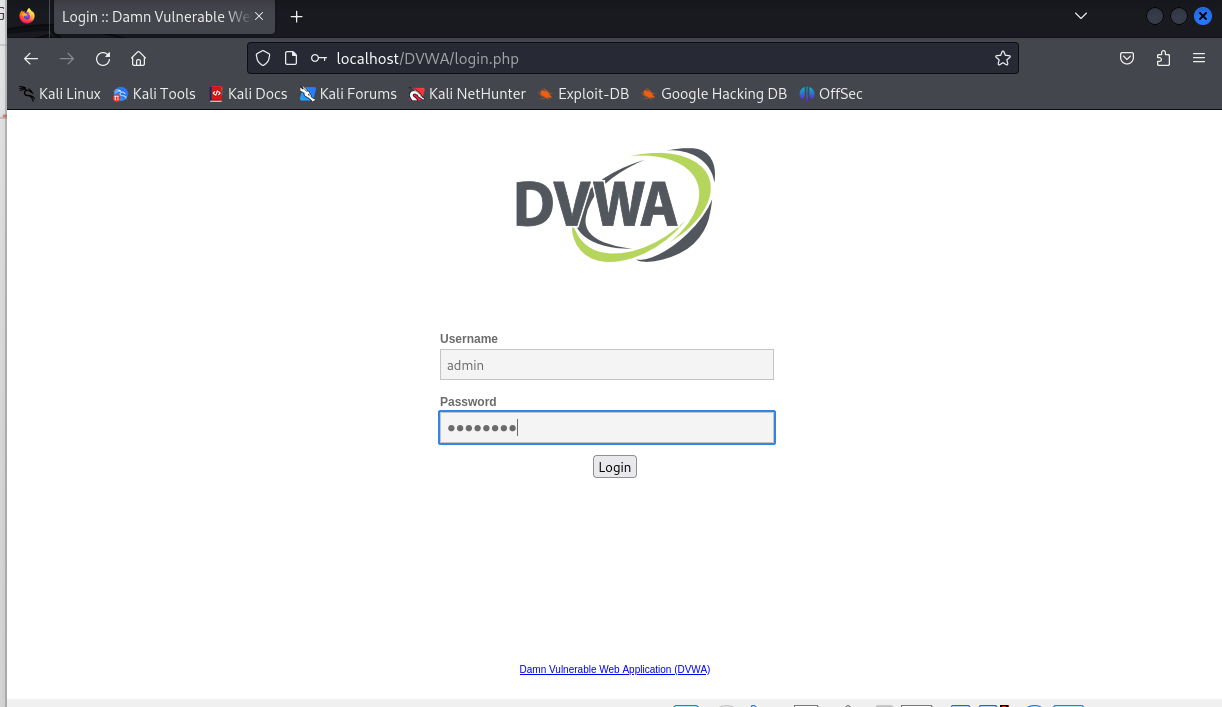 Login :: Damn Vulnerable We
localhost/DVWA/login.php
Kali Linux Kali Tools Kali Docs Kali Forums Kali NetHunter Exploit-DB Google Hacking DB OffSec
DVWA
Username
admin
Password
••••••••
Login
Damn Vulnerable Web Application (DVWA)